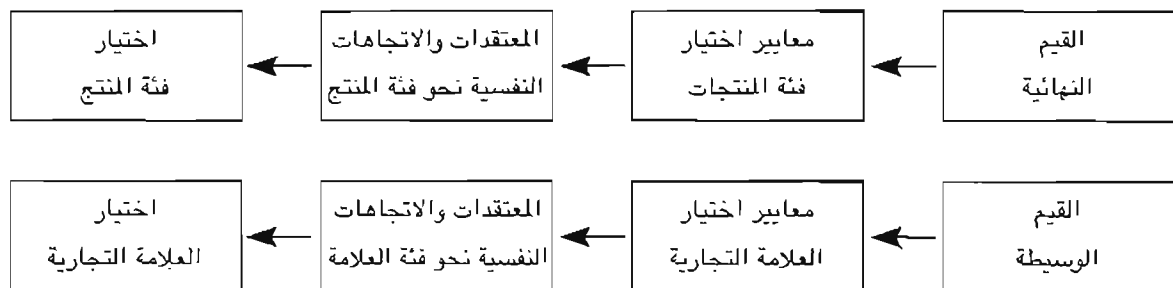 القيم
النهائية
معايير اختيار
فئة المنتجات
المعتقدات والاتجاهات
النفسية نحو فئة المنتج
اختيار
فئة المنتج
القيم
الوسيطة
معايير اختيار
العلامة التجارية
المعتقدات والاتجاهات
النفسية نحو فئة العلامة
اختيار
العلامة التجارية